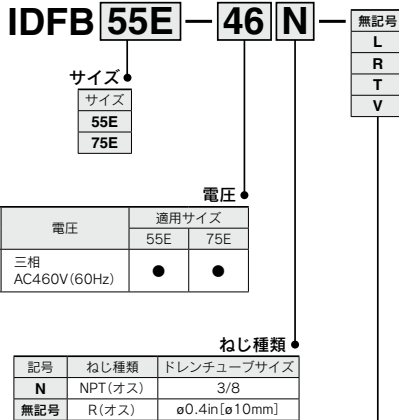 IDFB 55E — 46 N —
無記号
L
R
T
V
サイズ
サイズ
55E
75E
電圧
電圧 適用サイズ
55E 75E
三相
AC460V(60Hz) ● ●
ねじ種類
記号 ねじ種類 ドレンチューブサイズ
N NPT(オス) 3/8
無記号 R(オス) ø0.4in[ø10mm]